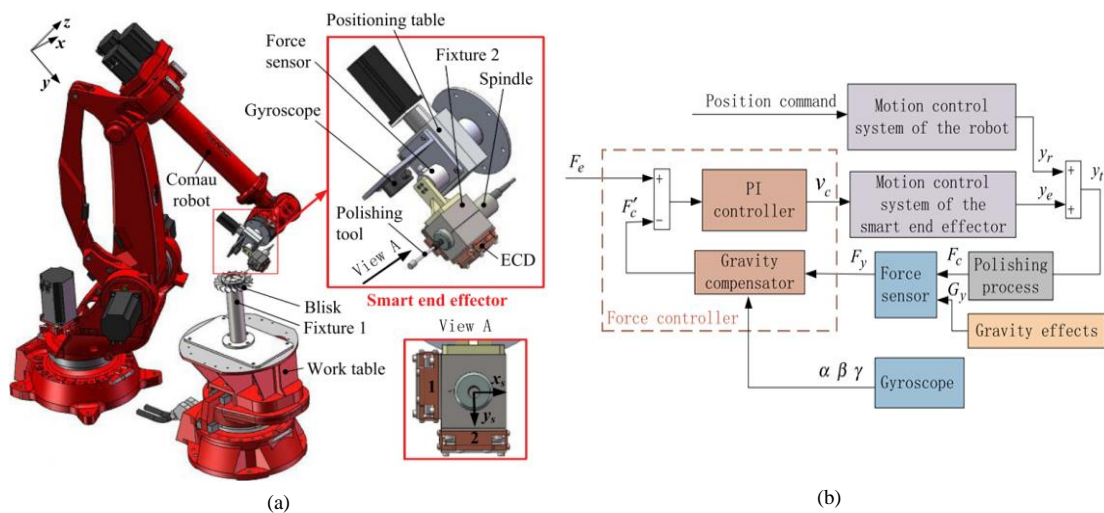 z
x
y
Comau
robot
Positioning table
Force
sensor
Gyroscope
Polishing
tool
View A
Fixture 2
Spindle
ECD
Smart end effector
Blisk
Fixture 1
Work table
View A
1
xs
ys
2
(a)
Position command
Motion control
system of the robot
yr
Fe
+
−
F′c
PI
controller
vc
Motion control
system of the
smart end effector
ye
+
+
yt
Gravity
compensator
Force controller
Fy
Force
sensor
Fc
Gy
Polishing
process
Gravity effects
α β γ
Gyroscope
(b)